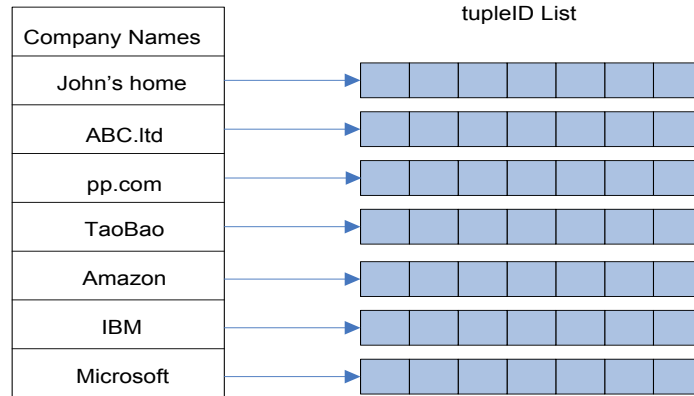 tupleID List
Company Names
John's home
ABC.ltd
pp.com
TaoBao
Amazon
IBM
Microsoft